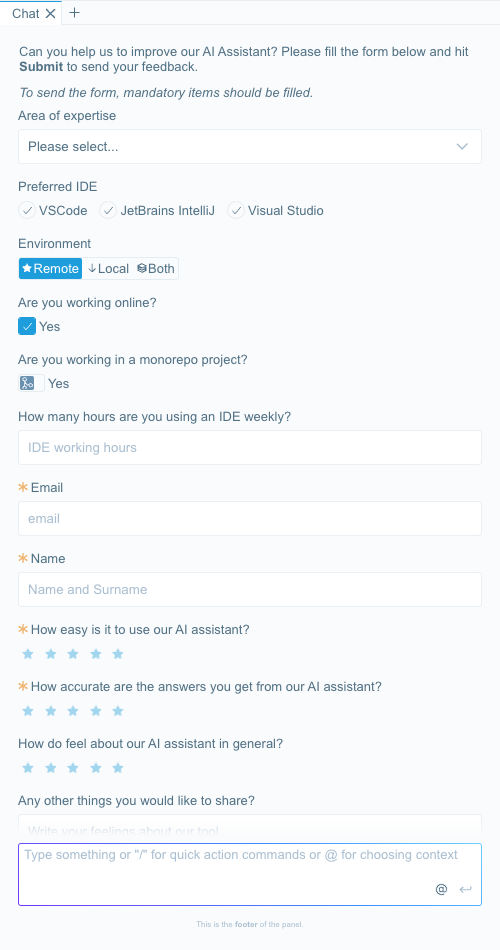 Chat
Can you help us to improve our AI Assistant? Please fill the form below and hit
Submit to send your feedback.
To send the form, mandatory items should be filled.
Area of expertise
Please select...
Preferred IDE
VSCode JetBrains IntelliJ Visual Studio
Environment
Remote Local Both
Are you working online?
Yes
Are you working in a monorepo project?
Yes
How many hours are you using an IDE weekly?
IDE working hours
* Email
email
* Name
Name and Surname
* How easy is it to use our AI assistant?
* How accurate are the answers you get from our AI assistant?
How do feel about our AI assistant in general?
Any other things you would like to share?
Write your feelings about our tool
Type something or "/" for quick action commands or @ for choosing context
@
This is the footer of the panel.